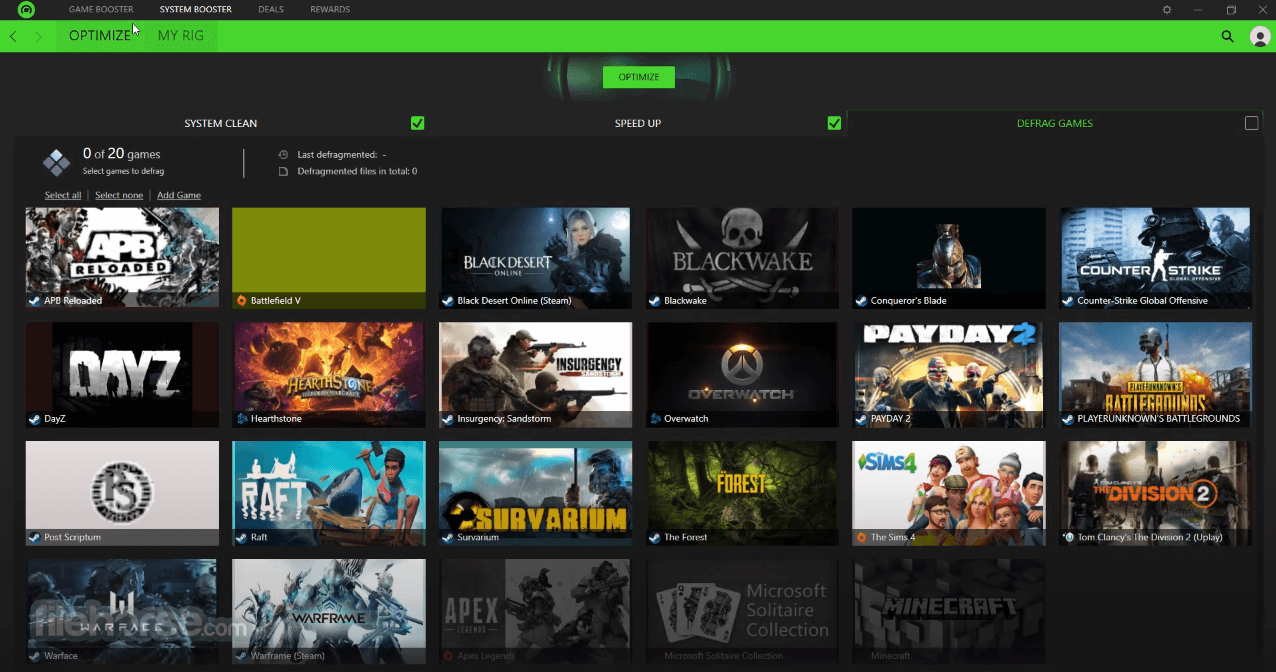 GAME BOOSTER SYSTEM BOOSTER DEALS REWARDS
OPTIMIZE MY RIG
OPTIMIZE
SYSTEM CLEAN SPEED UP DEFRAG GAMES
0 of 20 games
Select games to defrag
Last defragmented: -
Defragmented files in total: 0
Select all Select none Add Game
APB
RELOADED
BLACK DESERT
ONLINE
BLACKWAKE
COUNTER STRIKE
GLOBAL OFFENSIVE
APB Reloaded Battlefield V Black Desert Online (Steam) Blackwake Conqueror's Blade Counter-Strike Global Offensive
DAYZ
HEARTHSTONE
INSURGENCY
SANDSTORM
OVERWATCH
PAYDAY 2
PLAYERUNKNOWN'S
BATTLEGROUNDS
DayZ Hearthstone Insurgency: Sandstorm Overwatch PAYDAY 2 PLAYERUNKNOWN'S BATTLEGROUNDS
PS
RAFT
SURVARIUM
THE
FOREST
THE SIMS 4
TOM CLANCY'S
THE DIVISION 2
Post Scriptum Raft Survarium The Forest The Sims 4 Tom Clancy's The Division 2 (Uplay)
WARFACE
WARFRAME
APEX
LEGENDS
Microsoft
Solitaire
Collection
MINECRAFT
filehorse.com
Warface Warframe (Steam) Apex Legends Microsoft Solitaire Collection Minecraft